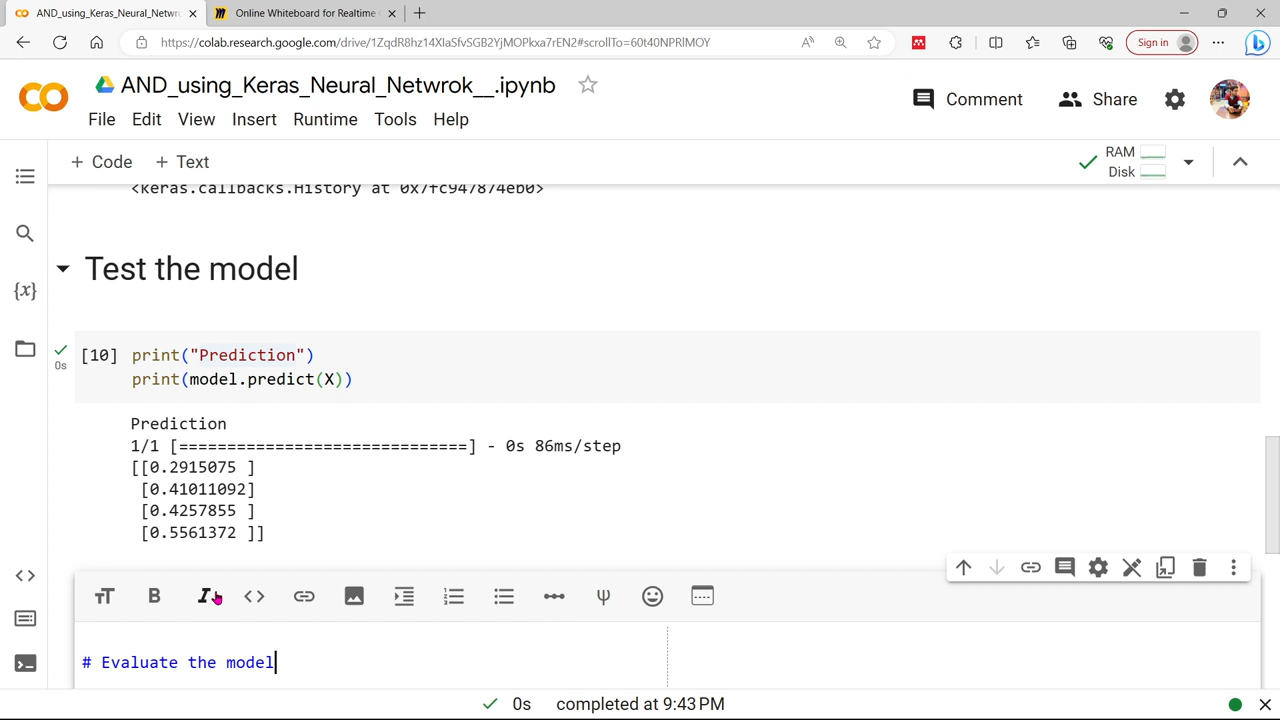 AND_using_Keras_Neural_Netwro
Online Whiteboard for Realtime
https://colab.research.google.com/drive/1ZqdR8hz14XIaSfvSGB2YjMOPkxa7rEN2#scrollTo=60t40NPRlMOY
Sign in
CO AND_using_Keras_Neural_Netwrok__.ipynb
Comment Share
File Edit View Insert Runtime Tools Help
+ Code + Text
RAM
Disk
<keras.callbacks.History at 0x7fc947874eb0>
Test the model
[10] print("Prediction")
0s
print(model.predict(X))
Prediction
1/1 [==============================] - 0s 86ms/step
[[0.2915075 ]
[0.41011092]
[0.4257855 ]
[0.5561372 ]]
# Evaluate the model
0s completed at 9:43 PM